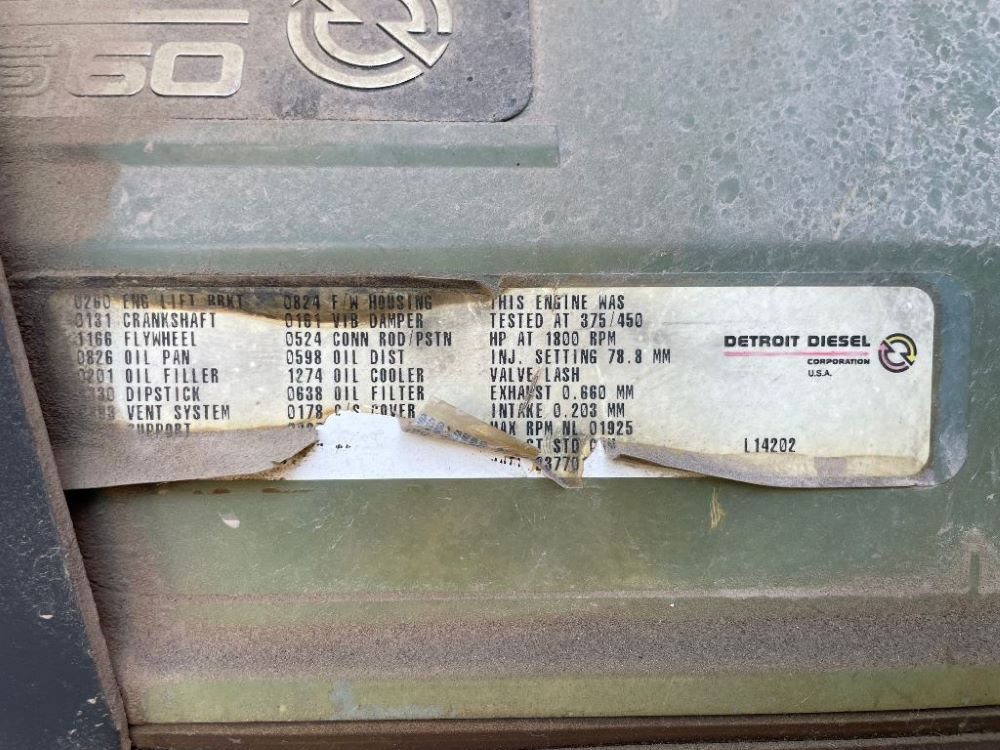 60
0260 ENG LIFT BRKT 0824 F/W HOUSING THIS ENGINE WAS
0131 CRANKSHAFT 0161 VIB DAMPER TESTED AT 375/450
1166 FLYWHEEL 0524 CONN ROD/PSTN HP AT 1800 RPM
0826 OIL PAN 0598 OIL DIST INJ. SETTING 78.8 MM
0201 OIL FILLER 1274 OIL COOLER VALVE LASH
DIPSTICK 0638 OIL FILTER EXHAUST 0.660 MM
VENT SYSTEM 0178 COVER INTAKE 0.203 MM
SUPPORT MAX RPM NL 01925
STD
DETROIT DIESEL
CORPORATION
U.S.A.
L14202